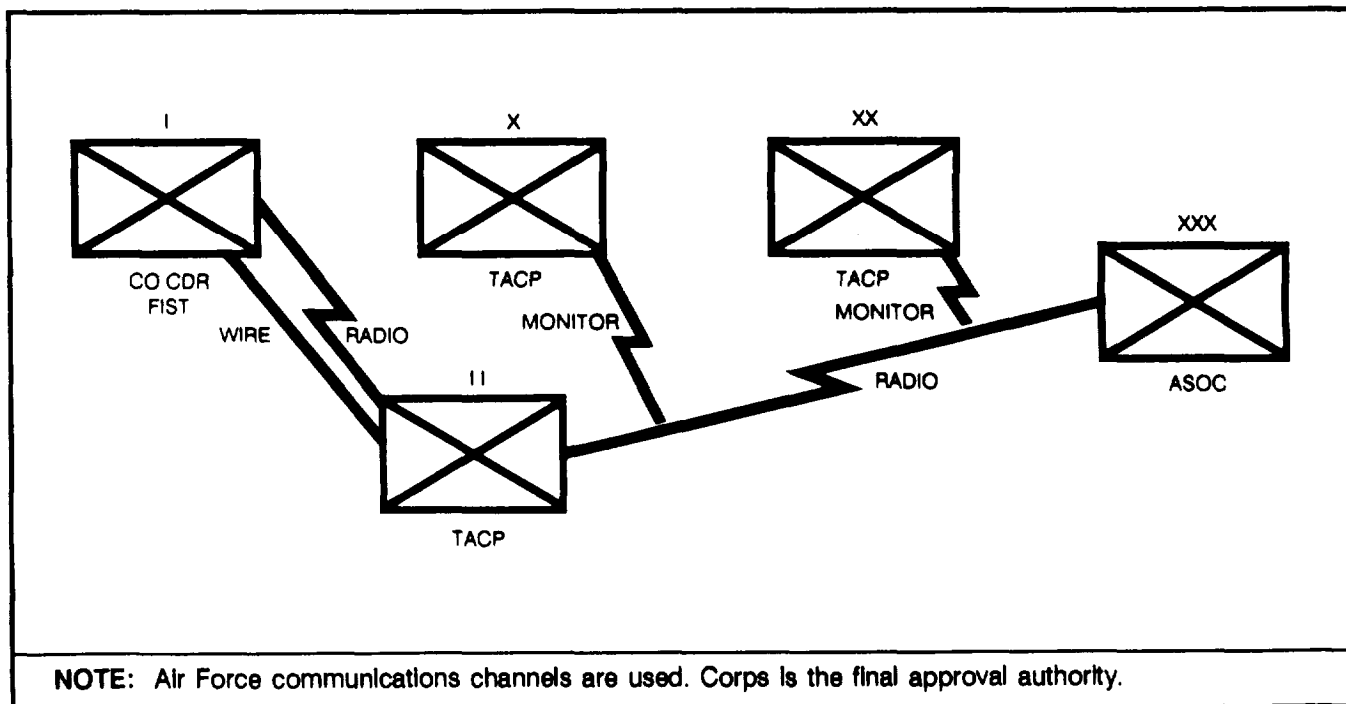 I
X
XX
XXX
CO CDR
FIST
TACP
TACP
MONITOR
MONITOR
WIRE
RADIO
RADIO
ASOC
II
TACP
NOTE: Air Force communications channels are used. Corps is the final approval authority.